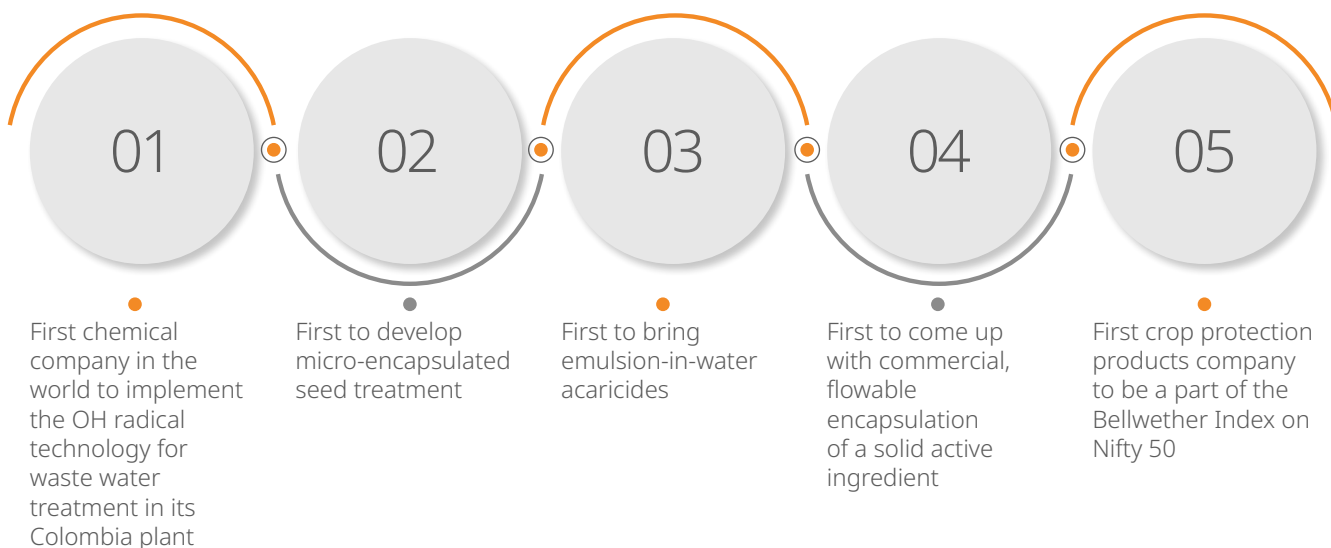 01
First chemical
company in the
world to implement
the OH radical
technology for
waste water
treatment in its
Colombia plant
02
First to develop
micro-encapsulated
seed treatment
03
First to bring
emulsion-in-water
acaricides
04
First to come up
with commercial,
flowable
encapsulation
of a solid active
ingredient
05
First crop protection
products company
to be a part of the
Bellwether Index on
Nifty 50